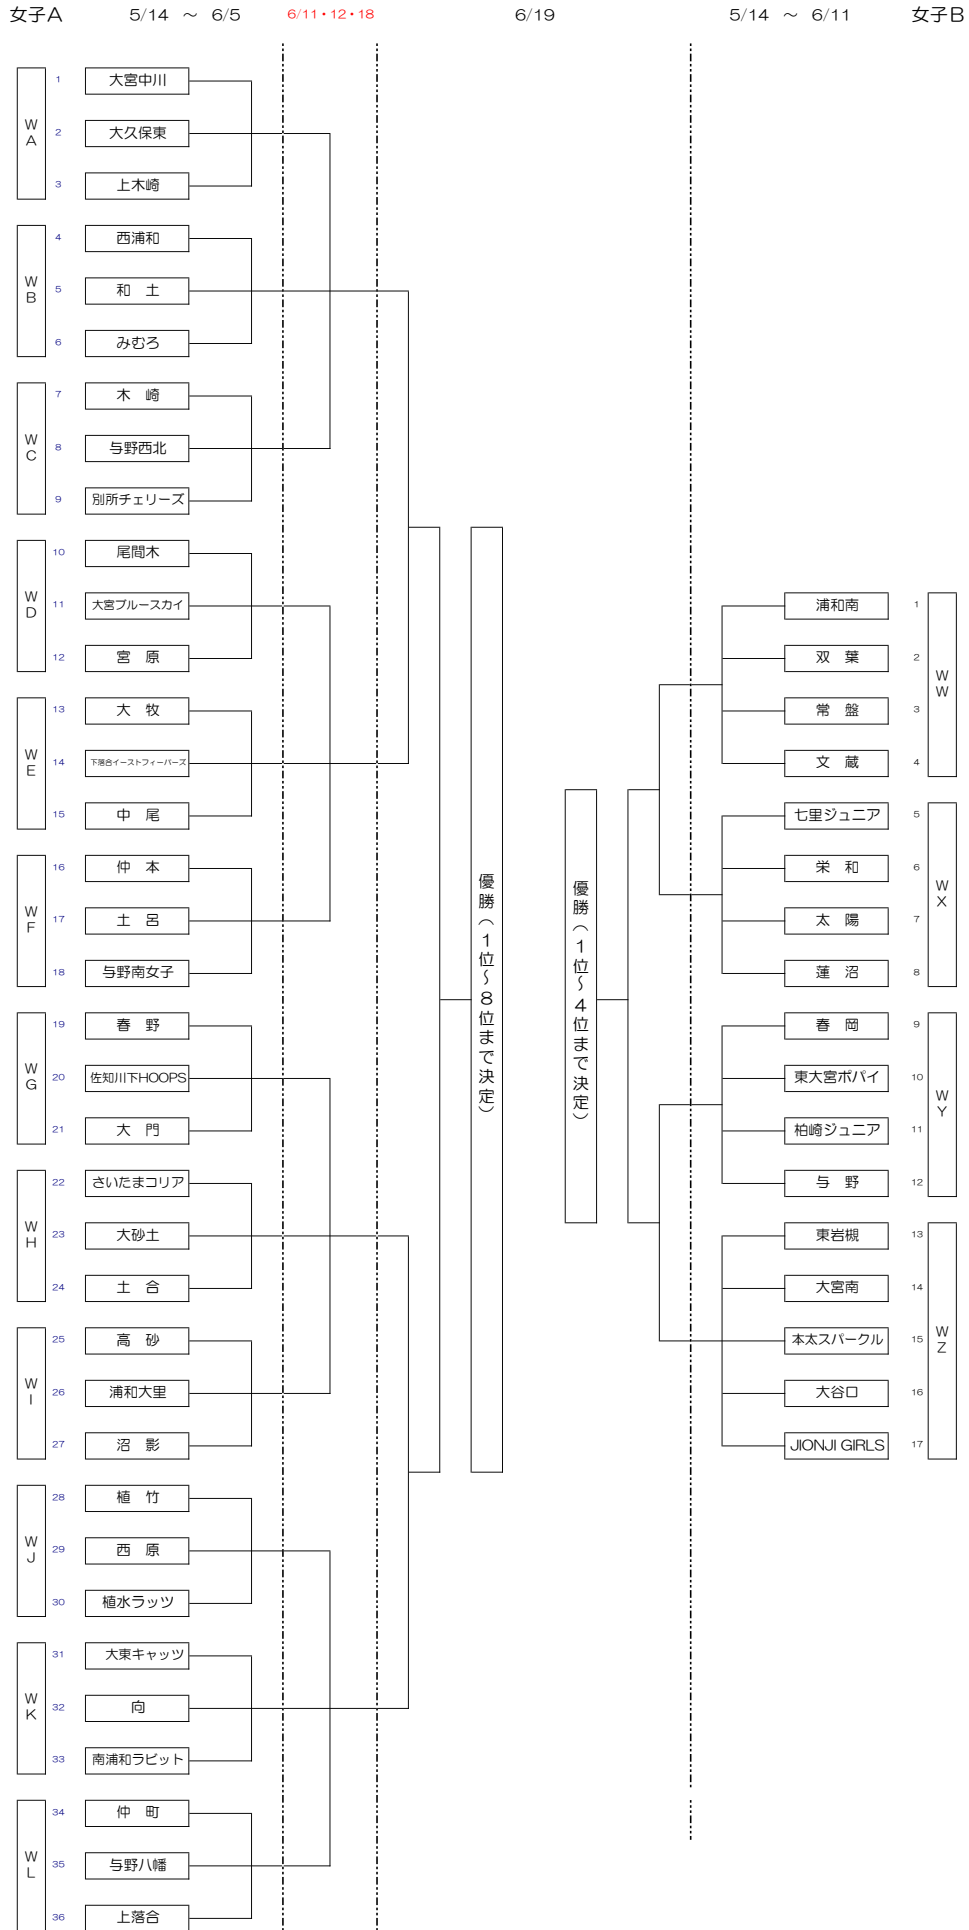 女子A 5/14 ～ 6/5 6/11・12・18 6/19 5/14 ～ 6/11 女子B
WA
1 大宮中川
2 大久保東
3 上木崎
WB
4 西浦和
5 和　土
6 みむろ
WC
7 木　崎
8 与野西北
9 別所チェリーズ
WD
10 尾間木
11 大宮ブルースカイ
12 宮　原
WE
13 大　牧
14 下落合イーストフィーバーズ
15 中　尾
WF
16 仲　本
17 土　呂
18 与野南女子
WG
19 春　野
20 佐知川下HOOPS
21 大　門
WH
22 さいたまコリア
23 大砂土
24 土　合
WI
25 高　砂
26 浦和大里
27 沼　影
WJ
28 植　竹
29 西　原
30 植水ラッツ
WK
31 大東キャッツ
32 向
33 南浦和ラビット
WL
34 仲　町
35 与野八幡
36 上落合
優勝（1位～8位まで決定）
優勝（1位～4位まで決定）
浦和南 1
双　葉 2
常　盤 3
文　蔵 4
WW
七里ジュニア 5
栄　和 6
太　陽 7
蓮　沼 8
WX
春　岡 9
東大宮ポパイ 10
柏崎ジュニア 11
与　野 12
WY
東岩槻 13
大宮南 14
本太スパークル 15
大谷口 16
JIONJI GIRLS 17
WZ